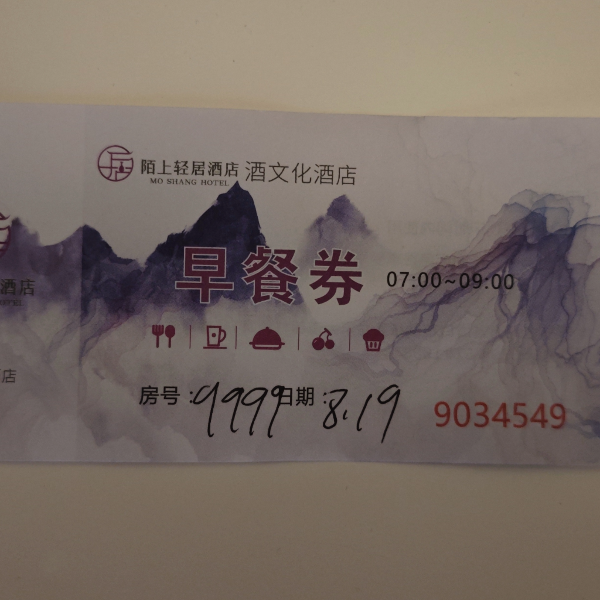 陌上轻居酒店 酒文化酒店
MO SHANG HOTEL
早餐券 07:00~09:00
房号：9999 日期：8.19
9034549
酒店
店